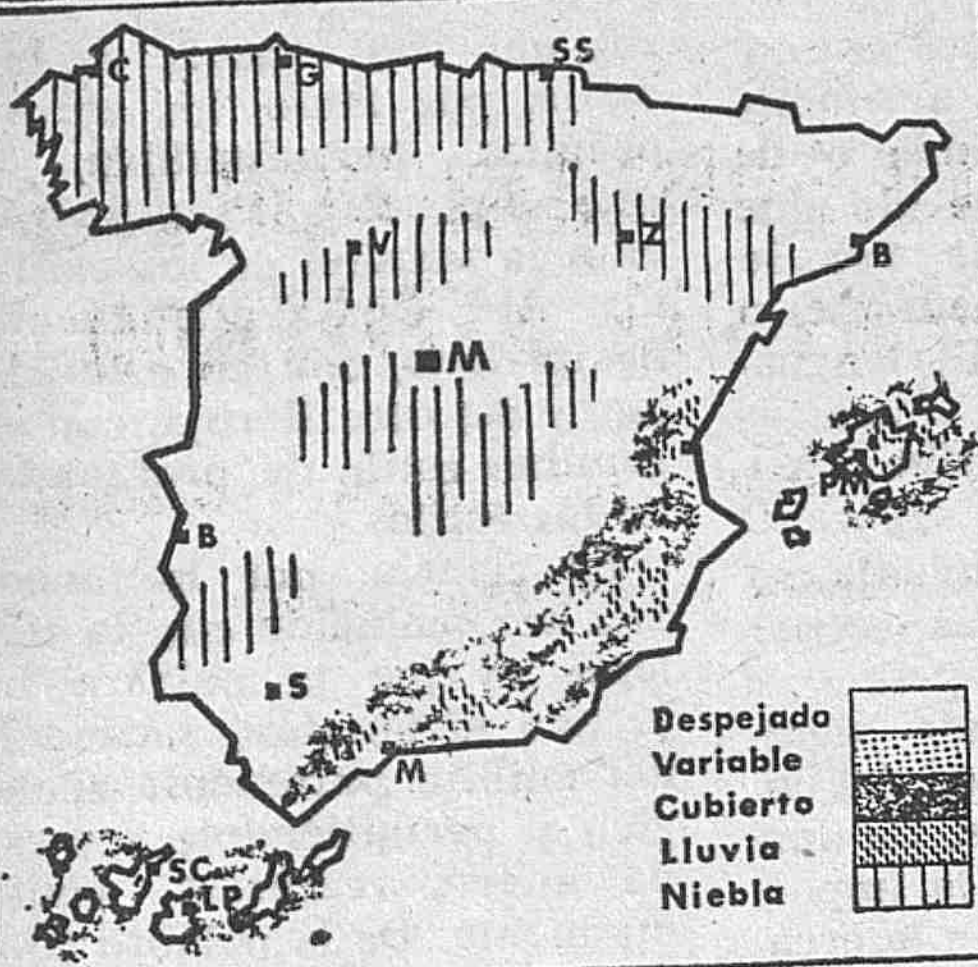 SS
C
G
V
Z
B
M
PM
B
S
M
SC
LP
Despejado
Variable
Cubierto
Lluvia
Niebla